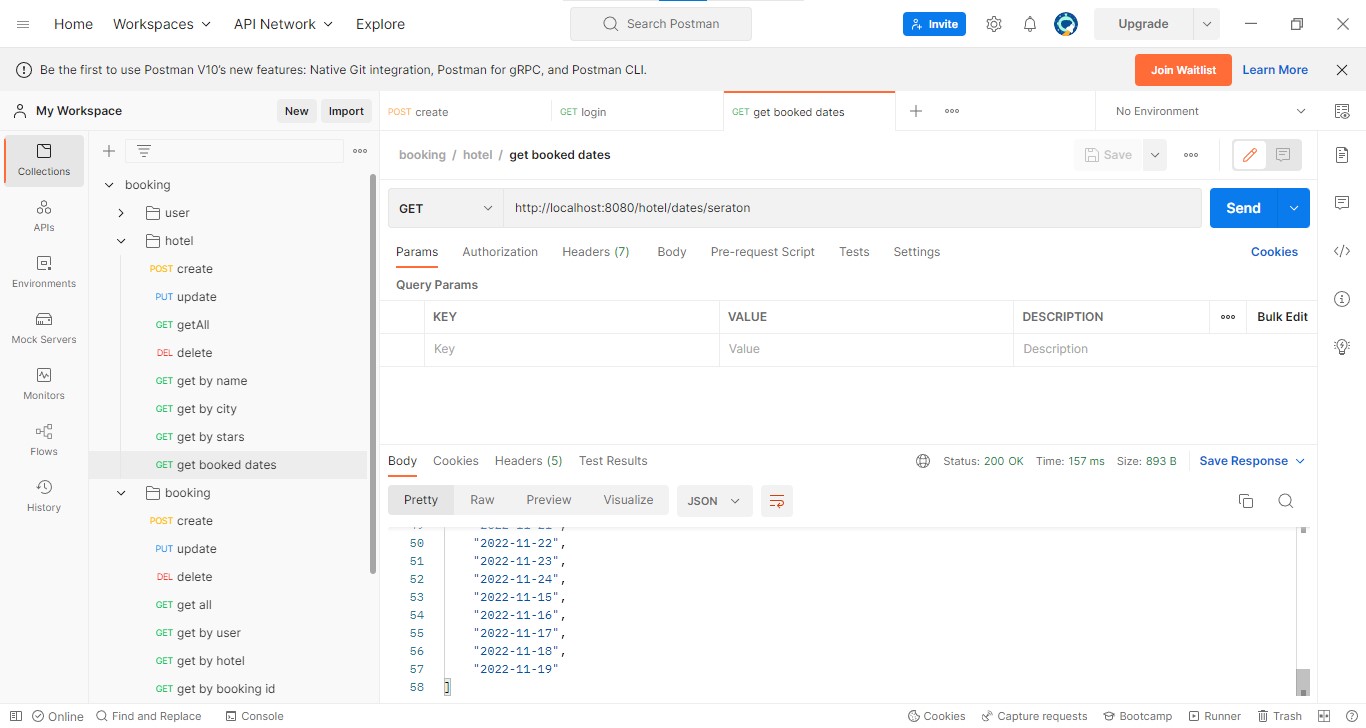 Home Workspaces API Network Explore Search Postman Invite Upgrade
Be the first to use Postman V10's new features: Native Git integration, Postman for gRPC, and Postman CLI. Join Waitlist Learn More
My Workspace New Import
POST create GET login GET get booked dates No Environment
Collections
APIs
Environments
Mock Servers
Monitors
Flows
History
booking
user
hotel
POST create
PUT update
GET getAll
DEL delete
GET get by name
GET get by city
GET get by stars
GET get booked dates
booking
POST create
PUT update
DEL delete
GET get all
GET get by user
GET get by hotel
GET get by booking id
booking / hotel / get booked dates Save
GET http://localhost:8080/hotel/dates/seraton Send
Params Authorization Headers (7) Body Pre-request Script Tests Settings Cookies
Query Params
KEY VALUE DESCRIPTION Bulk Edit
Key Value Description
Body Cookies Headers (5) Test Results Status: 200 OK Time: 157 ms Size: 893 B Save Response
Pretty Raw Preview Visualize JSON
50 "2022-11-22",
51 "2022-11-23",
52 "2022-11-24",
53 "2022-11-15",
54 "2022-11-16",
55 "2022-11-17",
56 "2022-11-18",
57 "2022-11-19"
58 ]
Online Find and Replace Console Cookies Capture requests Bootcamp Runner Trash